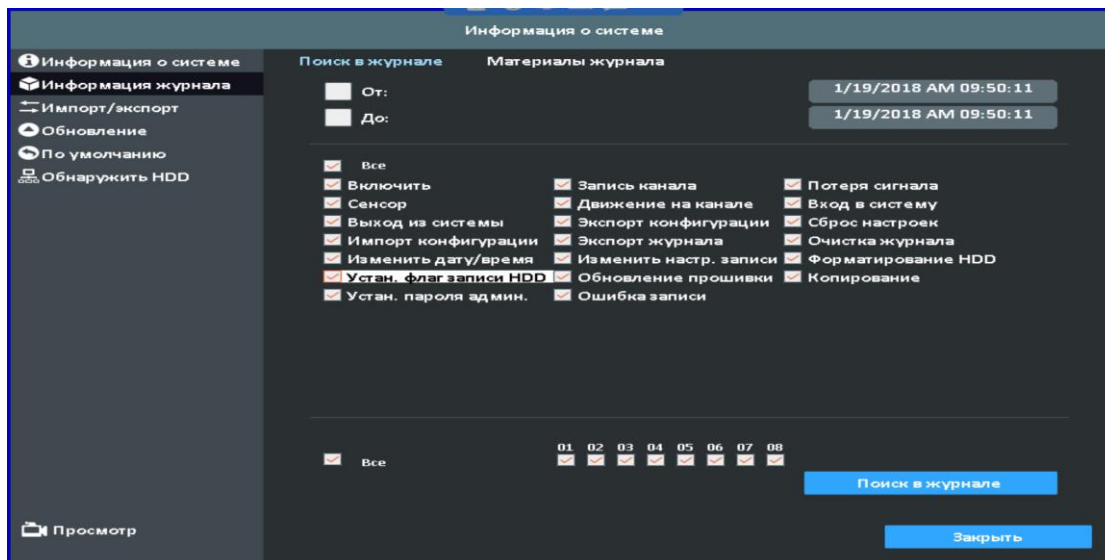 Информация о системе
Информация о системе
Информация журнала
Импорт/экспорт
Обновление
По умолчанию
Обнаружить HDD
Просмотр
Поиск в журнале Материалы журнала
От: 1/19/2018 AM 09:50:11
До: 1/19/2018 AM 09:50:11
Все
Включить Запись канала Потеря сигнала
Сенсор Движение на канале Вход в систему
Выход из системы Экспорт конфигурации Сброс настроек
Импорт конфигурации Экспорт журнала Очистка журнала
Изменить дату/время Изменить настр. записи Форматирование HDD
Устан. флаг записи HDD Обновление прошивки Копирование
Устан. пароля админ. Ошибка записи
01 02 03 04 05 06 07 08
Все
Поиск в журнале
Закрыть